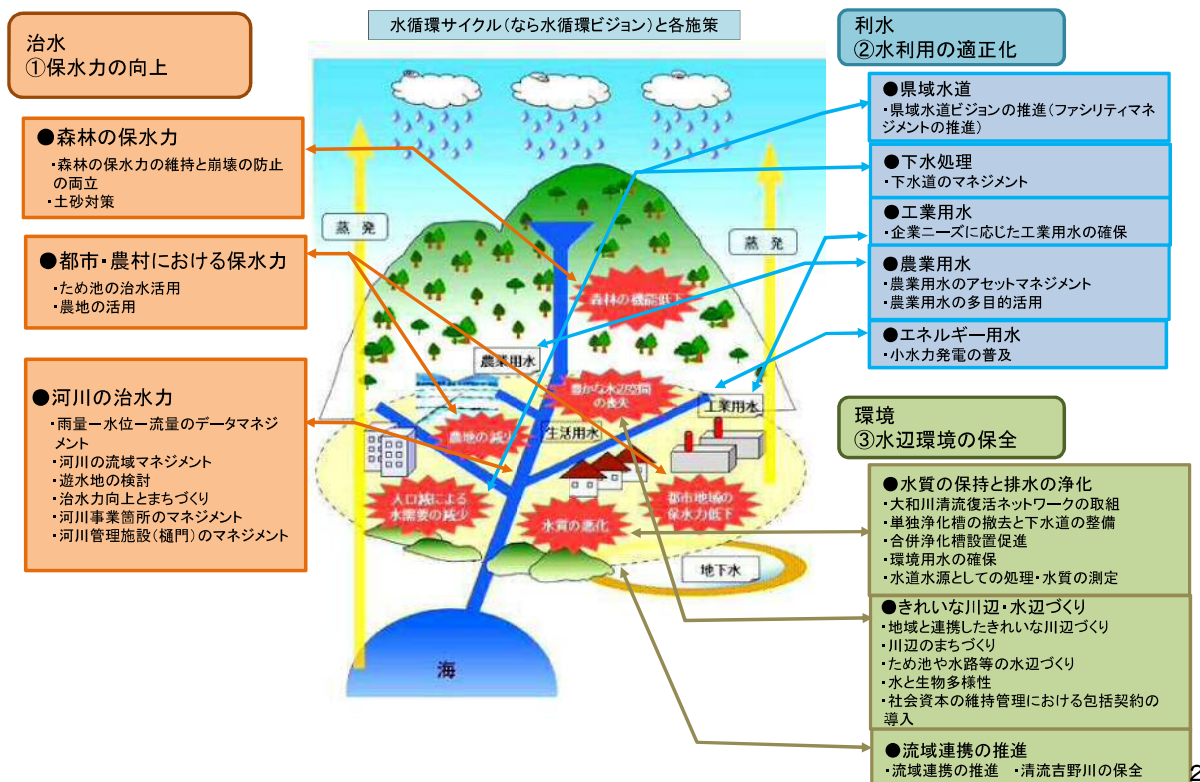 水循環サイクル(なら水循環ビジョン)と各施策
治水
①保水力の向上
●森林の保水力
・森林の保水力の維持と崩壊の防止
の両立
・土砂対策
●都市・農村における保水力
・ため池の治水活用
・農地の活用
●河川の治水力
・雨量－水位－流量のデータマネジ
メント
・河川の流域マネジメント
・遊水地の検討
・治水力向上とまちづくり
・河川事業箇所のマネジメント
・河川管理施設(樋門)のマネジメント
蒸発
蒸発
森林の機能低下
農業用水
豊かな水辺空間
の喪失
工業用水
農地の減少
生活用水
人口減による
水需要の減少
水質の悪化
都市地域の
保水力低下
地下水
海
利水
②水利用の適正化
●県域水道
・県域水道ビジョンの推進(ファシリティマネ
ジメントの推進)
●下水処理
・下水道のマネジメント
●工業用水
・企業ニーズに応じた工業用水の確保
●農業用水
・農業用水のアセットマネジメント
・農業用水の多目的活用
●エネルギー用水
・小水力発電の普及
環境
③水辺環境の保全
●水質の保持と排水の浄化
・大和川清流復活ネットワークの取組
・単独浄化槽の撤去と下水道の整備
・合併浄化槽設置促進
・環境用水の確保
・水道水源としての処理・水質の測定
●きれいな川辺・水辺づくり
・地域と連携したきれいな川辺づくり
・川辺のまちづくり
・ため池や水路等の水辺づくり
・水と生物多様性
・社会資本の維持管理における包括契約の
導入
●流域連携の推進
・流域連携の推進 ・清流吉野川の保全
2